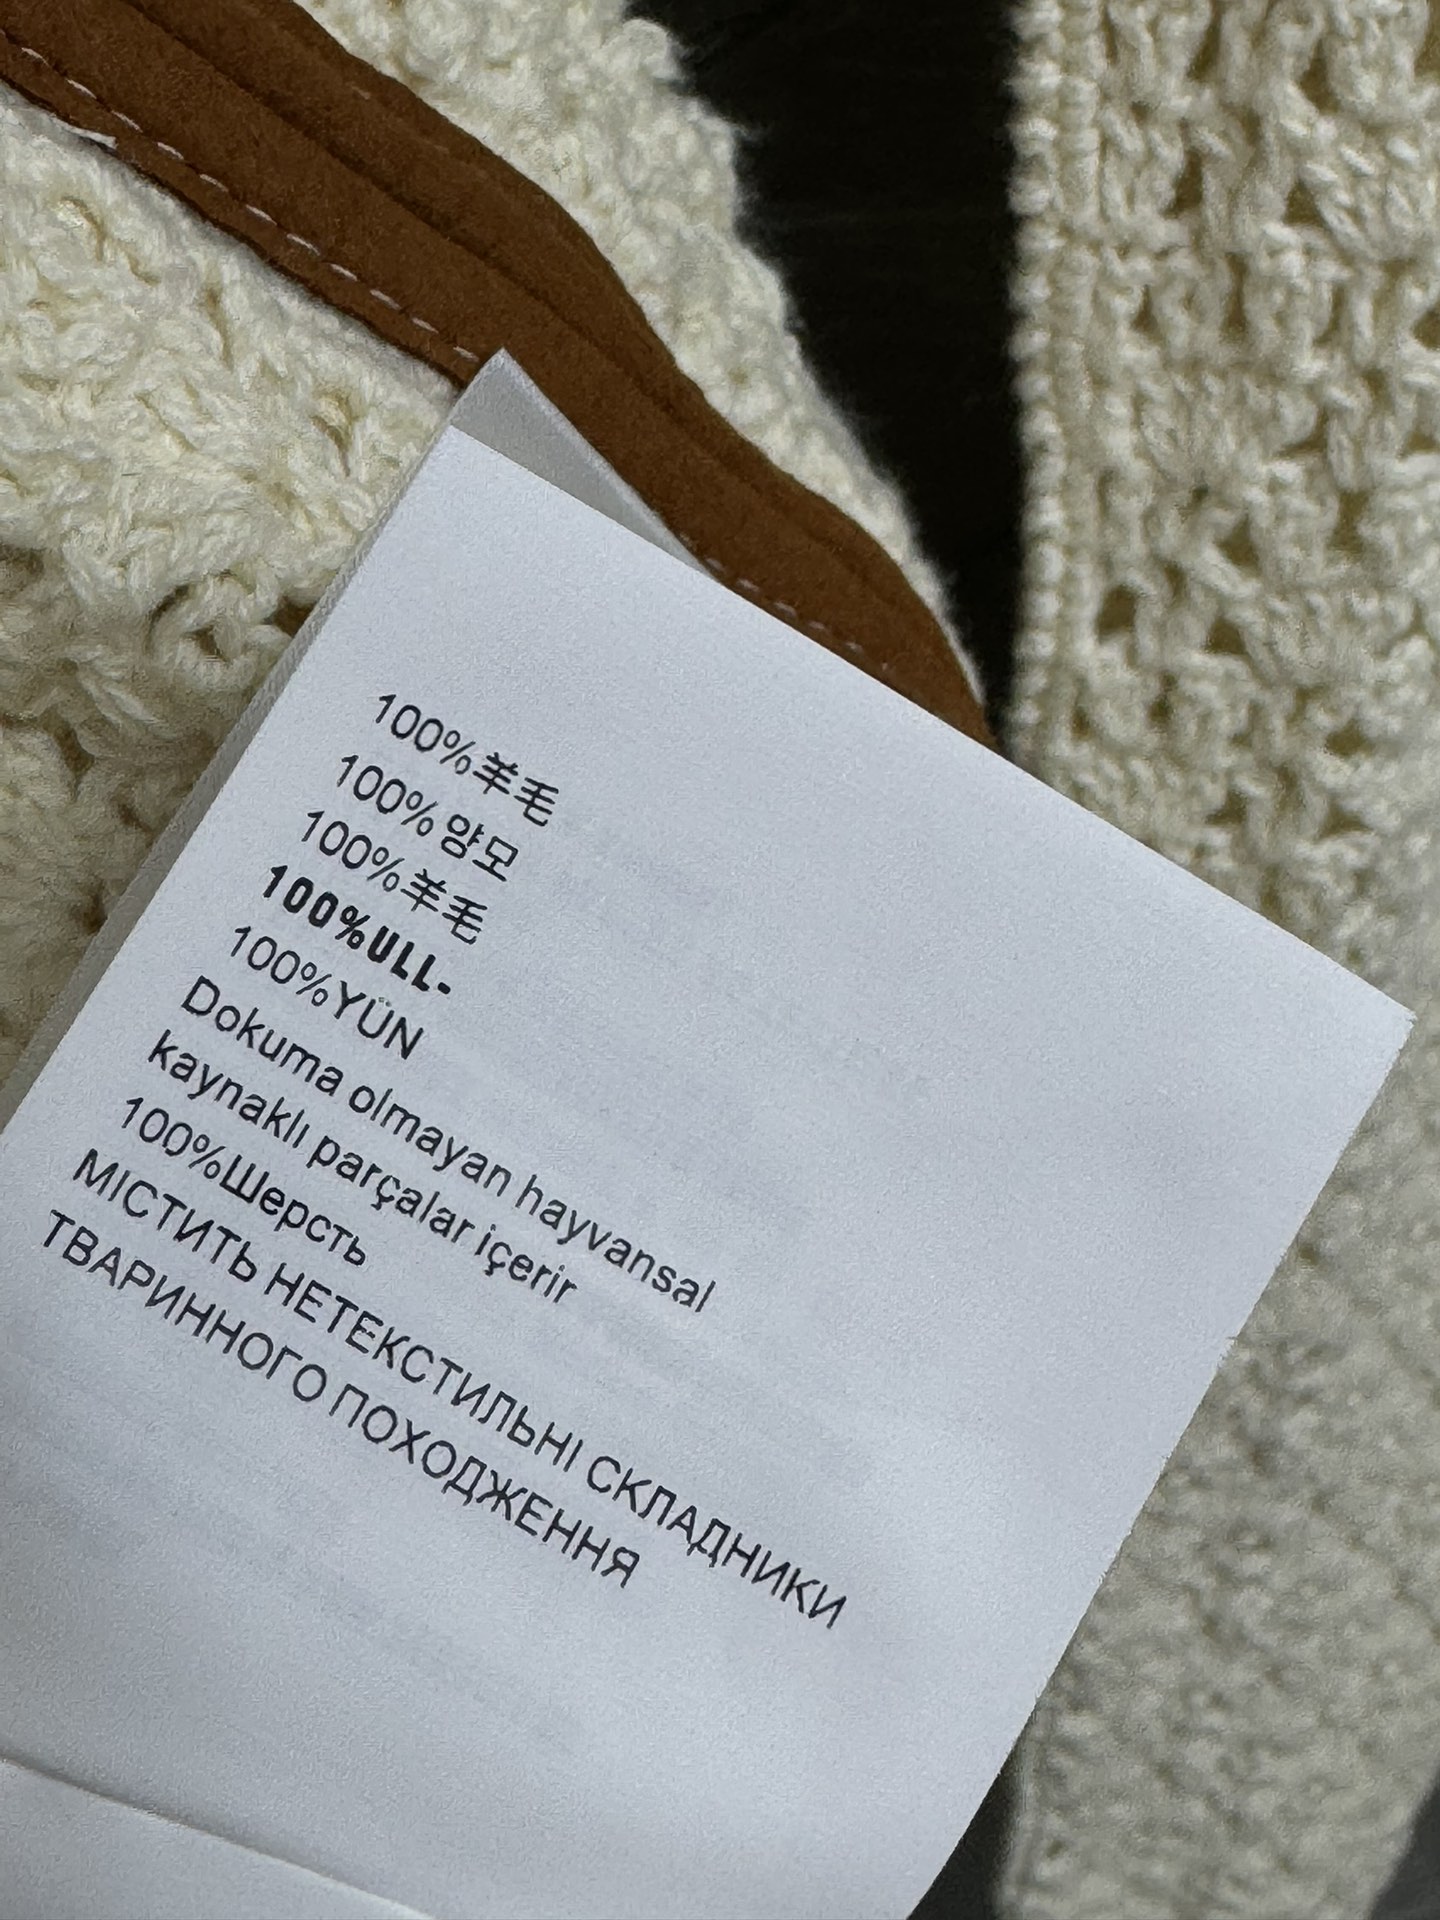 100%羊毛
100%양모
100%羊毛
100%ULL-
100%YÜN
Dokuma olmayan hayvansal
kaynaklı parçalar içerir
100%Шерсть
МІСТИТЬ НЕТЕКСТИЛЬНІ СКЛАДНИКИ
ТВАРИННОГО ПОХОДЖЕННЯ